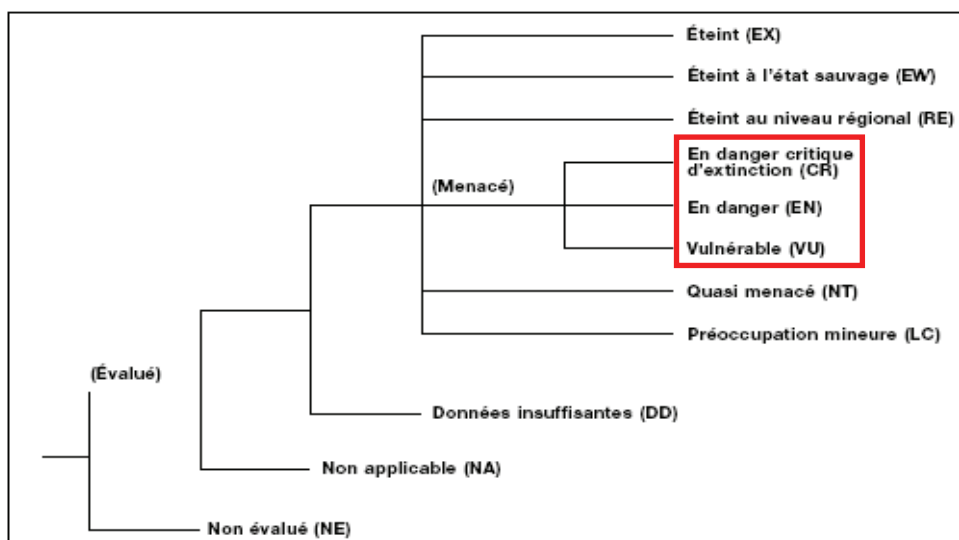 Éteint (EX)
Éteint à l'état sauvage (EW)
Éteint au niveau régional (RE)
En danger critique
d'extinction (CR)
(Menacé)
En danger (EN)
Vulnérable (VU)
Quasi menacé (NT)
Préoccupation mineure (LC)
(Évalué)
Données insuffisantes (DD)
Non applicable (NA)
Non évalué (NE)